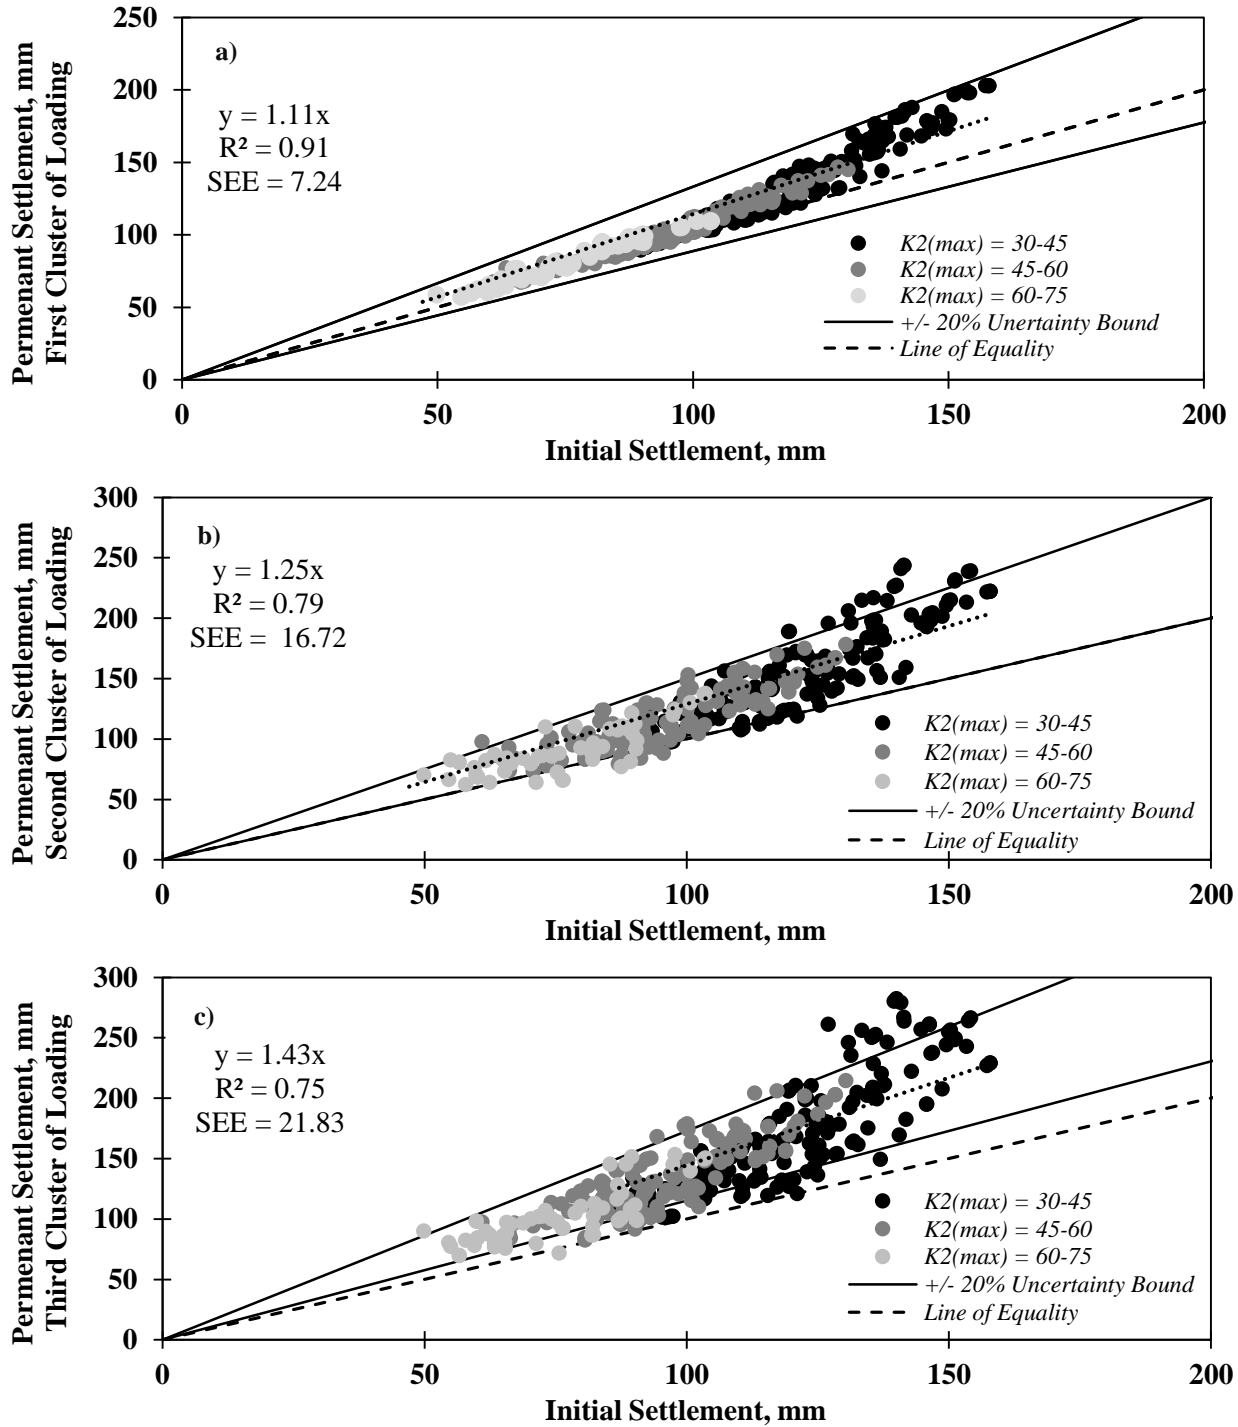 250
200
150
100
50
0
Permenant Settlement, mm
First Cluster of Loading
a)
y = 1.11x
R² = 0.91
SEE = 7.24
K2(max) = 30-45
K2(max) = 45-60
K2(max) = 60-75
+/- 20% Unertainty Bound
Line of Equality
0 50 100 150 200
Initial Settlement, mm
300
250
200
150
100
50
0
Permenant Settlement, mm
Second Cluster of Loading
b)
y = 1.25x
R² = 0.79
SEE = 16.72
K2(max) = 30-45
K2(max) = 45-60
K2(max) = 60-75
+/- 20% Uncertainty Bound
Line of Equality
0 50 100 150 200
Initial Settlement, mm
300
250
200
150
100
50
0
Permenant Settlement, mm
Third Cluster of Loading
c)
y = 1.43x
R² = 0.75
SEE = 21.83
K2(max) = 30-45
K2(max) = 45-60
K2(max) = 60-75
+/- 20% Uncertainty Bound
Line of Equality
0 50 100 150 200
Initial Settlement, mm